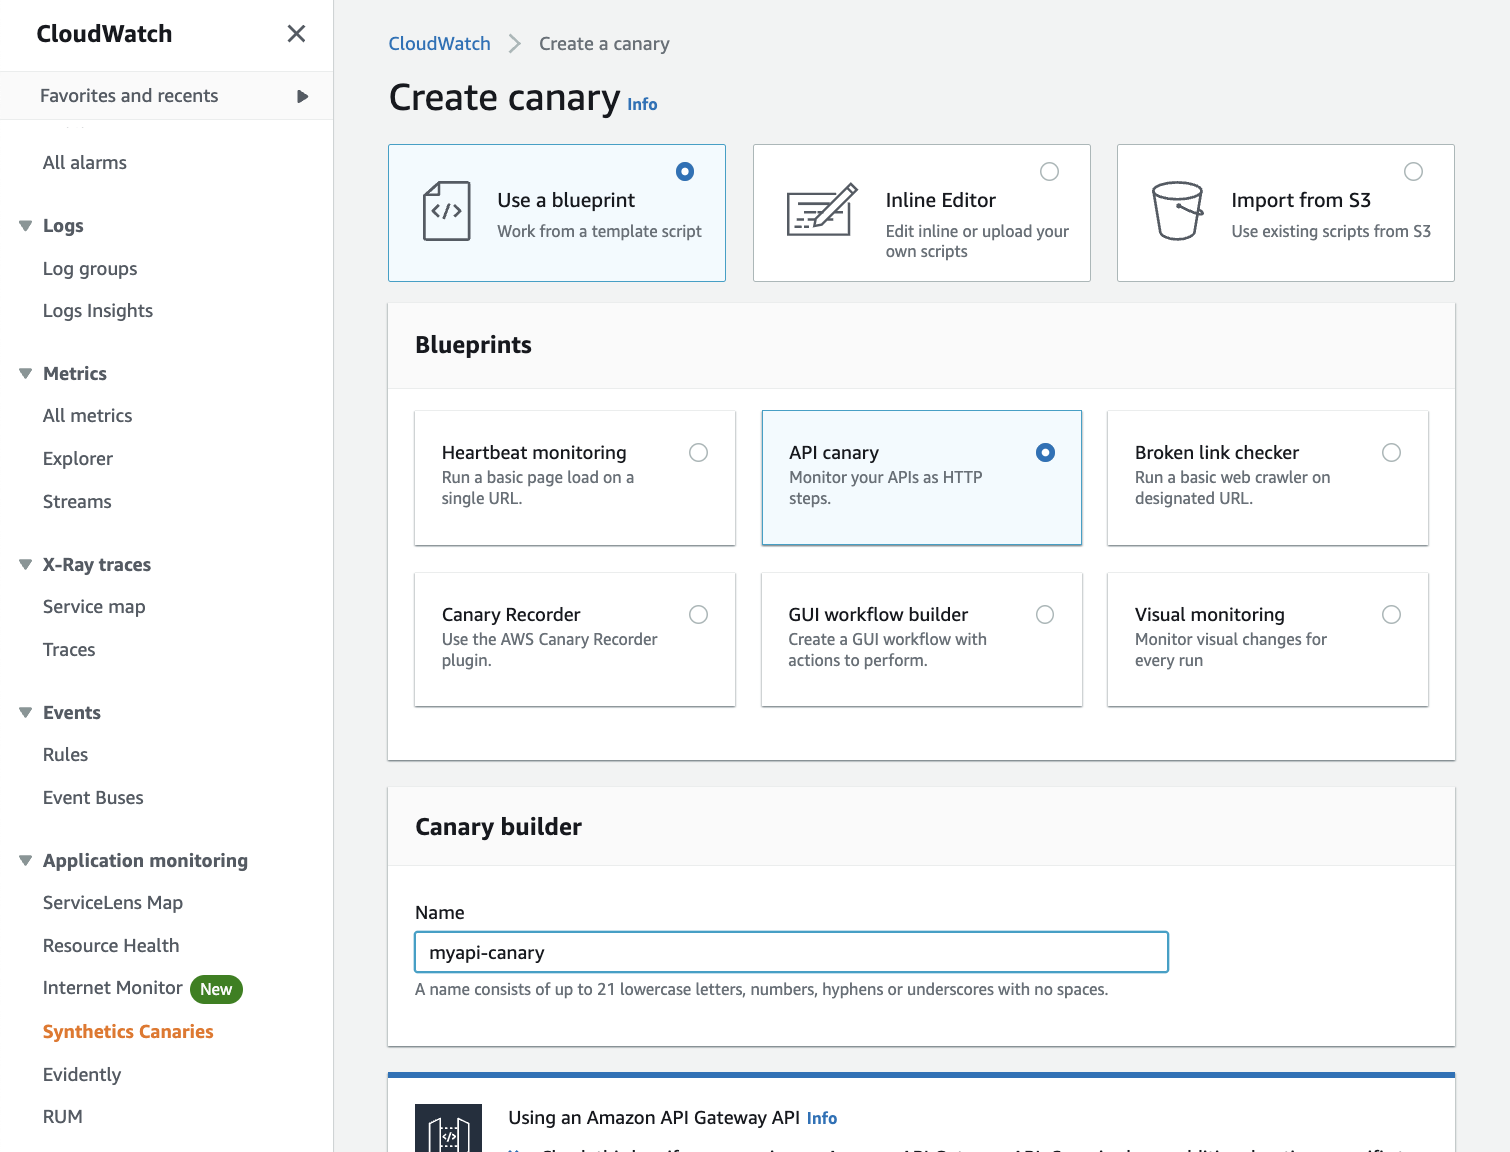 CloudWatch
Favorites and recents
All alarms
Logs
Log groups
Logs Insights
Metrics
All metrics
Explorer
Streams
X-Ray traces
Service map
Traces
Events
Rules
Event Buses
Application monitoring
ServiceLens Map
Resource Health
Internet Monitor New
Synthetics Canaries
Evidently
RUM
CloudWatch > Create a canary
Create canary Info
Use a blueprint
Work from a template script
Inline Editor
Edit inline or upload your
own scripts
Import from S3
Use existing scripts from S3
Blueprints
Heartbeat monitoring
Run a basic page load on a
single URL.
API canary
Monitor your APIs as HTTP
steps.
Broken link checker
Run a basic web crawler on
designated URL.
Canary Recorder
Use the AWS Canary Recorder
plugin.
GUI workflow builder
Create a GUI workflow with
actions to perform.
Visual monitoring
Monitor visual changes for
every run
Canary builder
Name
myapi-canary
A name consists of up to 21 lowercase letters, numbers, hyphens or underscores with no spaces.
Using an Amazon API Gateway API Info